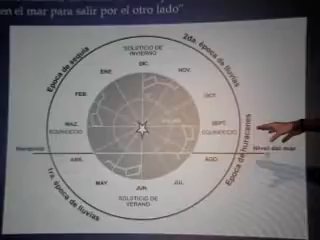 en el mar para salir por el otro lado"
SOLSTICIO DE
INVIERNO
2da. época de lluvias
Época de sequía
DIC.
ENE.
NOV.
FEB.
OCT.
MAR.
SEPT.
EQUINOCCIO
EQUINOCCIO
Época de huracanes
Nivel del mar
Horizonte
ABR.
AGO.
MAY.
JUL.
JUN.
SOLSTICIO DE
VERANO
1ra. época de lluvias